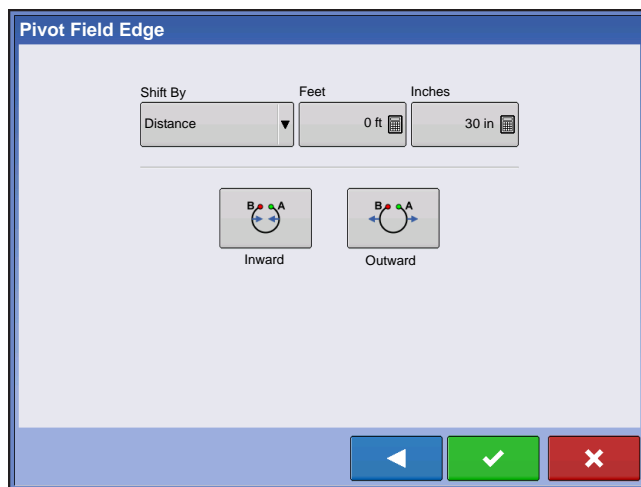 Pivot Field Edge
Shift By Feet Inches
Distance 0 ft 30 in
B A B A
Inward Outward